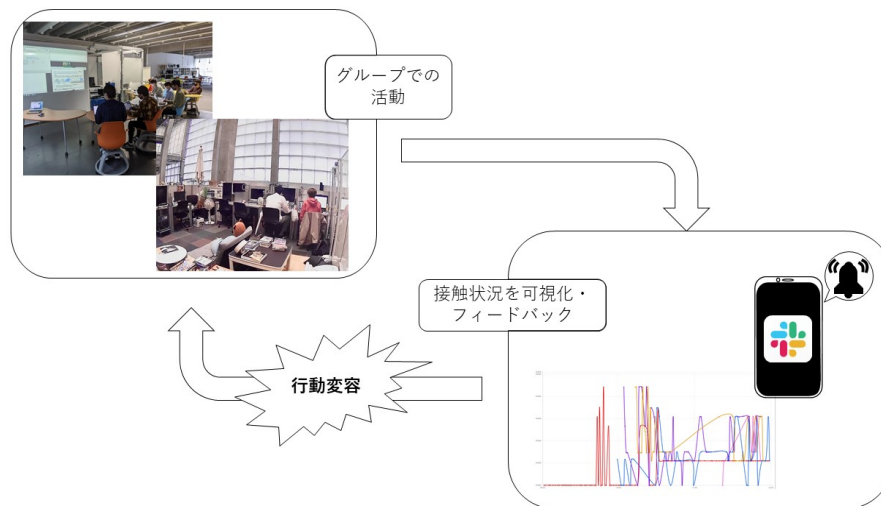 グループでの
活動
接触状況を可視化・
フィードバック
行動変容